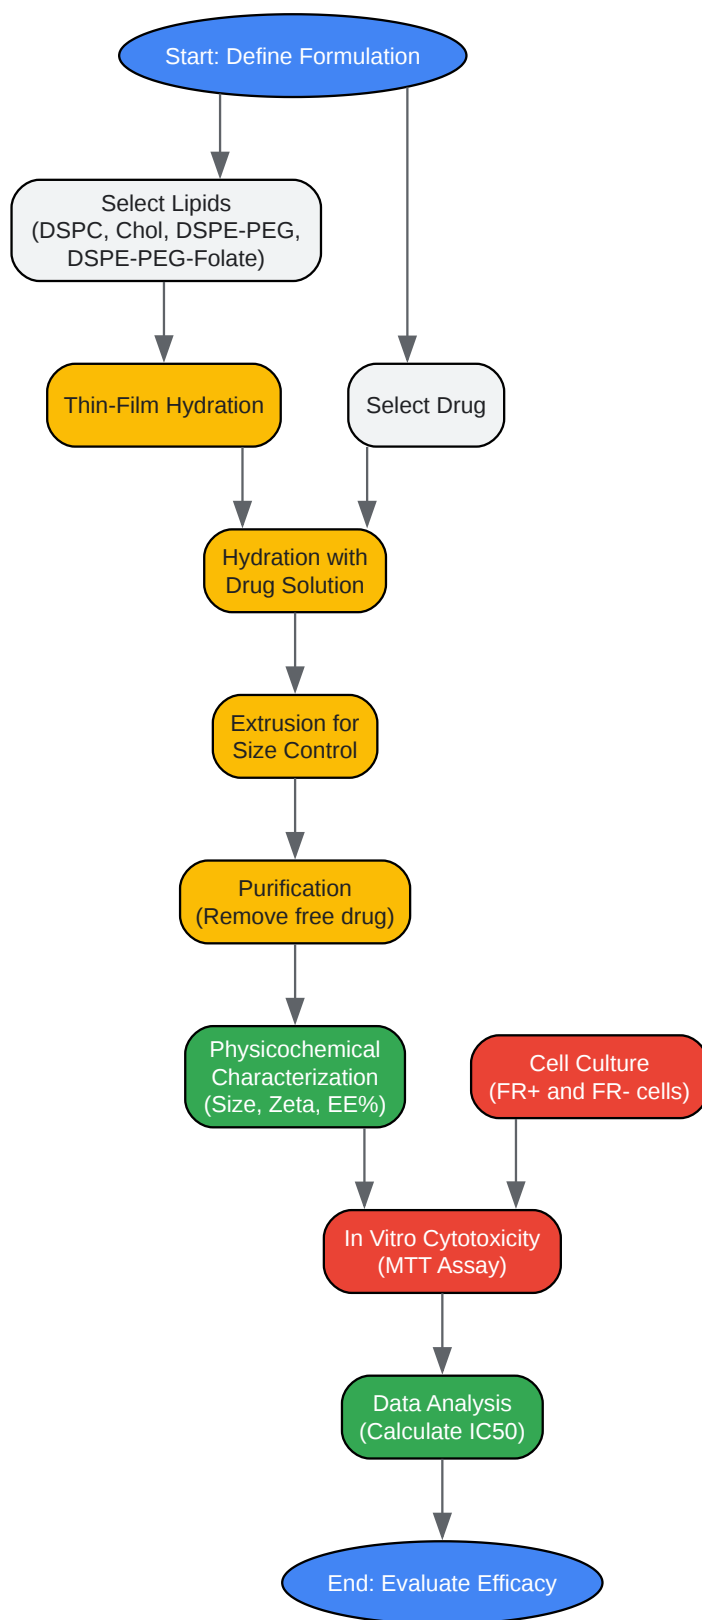 Start: Define Formulation
Select Lipids
(DSPC, Chol, DSPE-PEG,
DSPE-PEG-Folate)
Thin-Film Hydration
Select Drug
Hydration with
Drug Solution
Extrusion for
Size Control
Purification
(Remove free drug)
Physicochemical
Characterization
(Size, Zeta, EE%)
Cell Culture
(FR+ and FR- cells)
In Vitro Cytotoxicity
(MTT Assay)
Data Analysis
(Calculate IC50)
End: Evaluate Efficacy